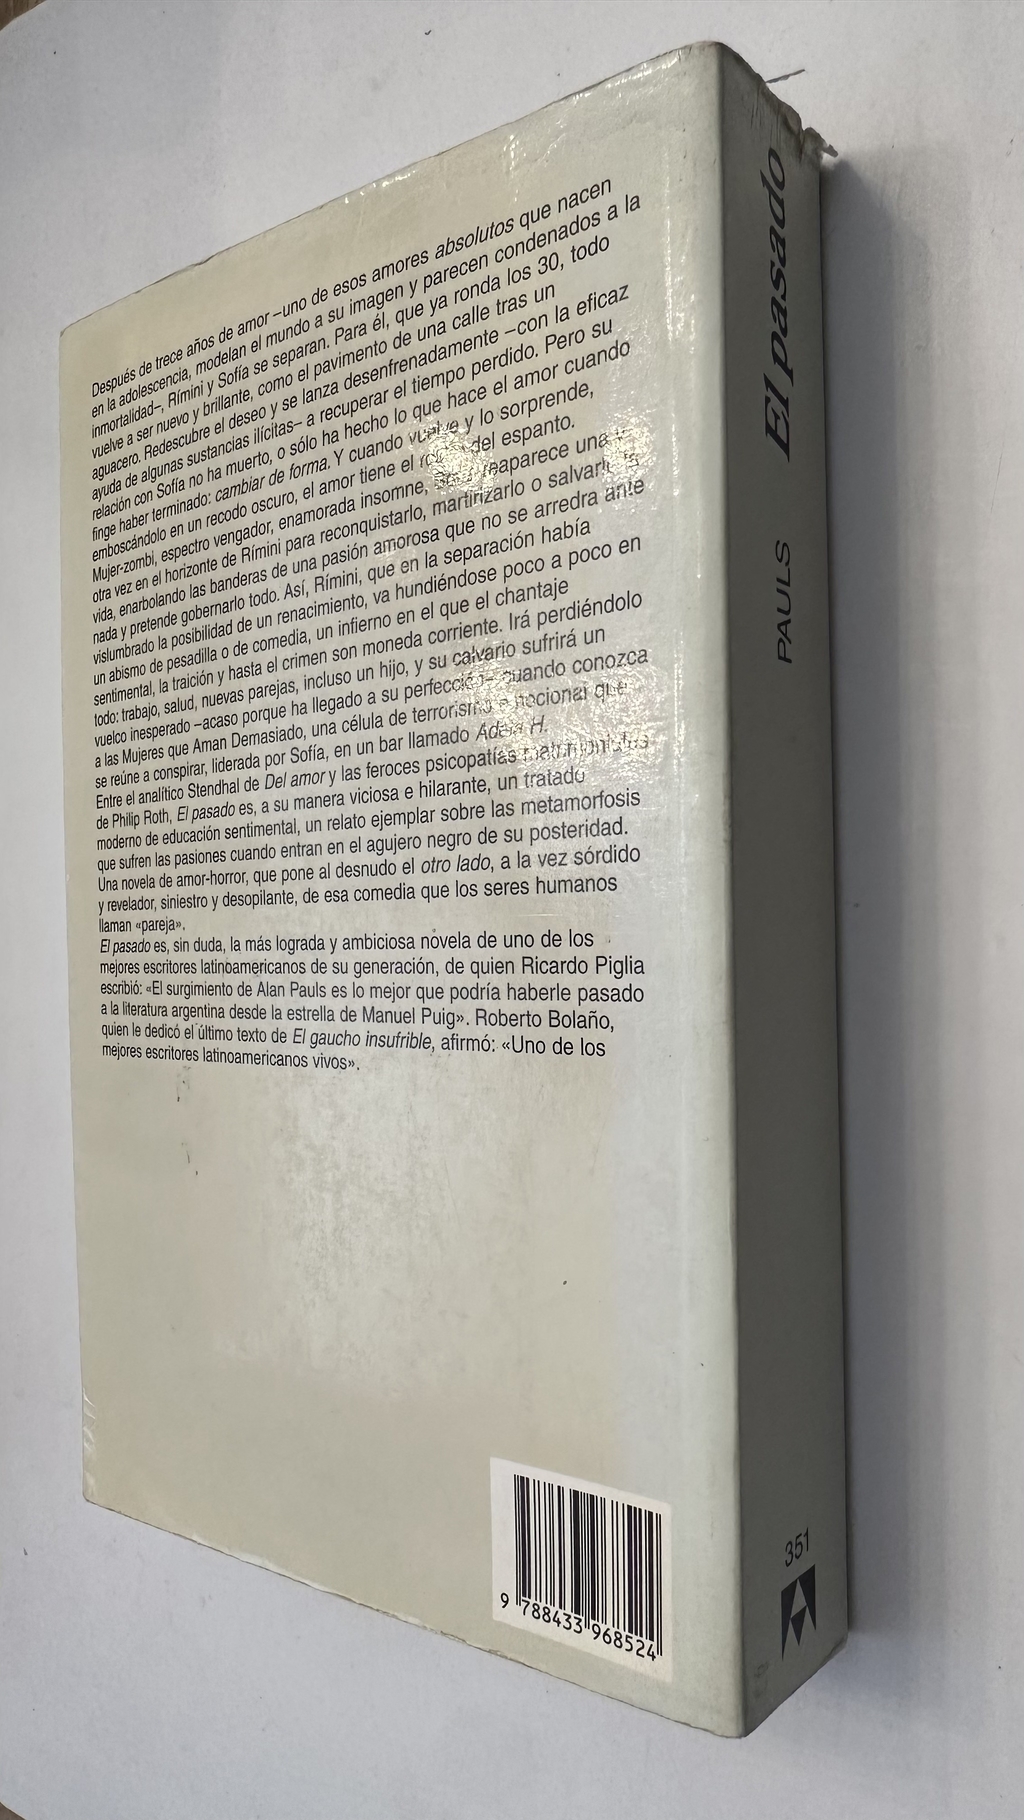 Después de trece años de amor –uno de esos amores absolutos que nacen
en la adolescencia, modelan el mundo a su imagen y parecen condenados a la
inmortalidad–, Rímini y Sofía se separan. Para él, que ya ronda los 30, todo
vuelve a ser nuevo y brillante, como el pavimento de una calle tras un
aguacero. Redescubre el deseo y se lanza desenfrenadamente –con la eficaz
ayuda de algunas sustancias ilícitas– a recuperar el tiempo perdido. Pero su
relación con Sofía no ha muerto, o sólo ha hecho lo que hace el amor cuando
finge haber terminado: cambiar de forma. Y cuando vuelve y lo sorprende,
emboscándolo en un recodo oscuro, el amor tiene el del espanto.
Mujer-zombi, espectro vengador, enamorada insomne, reaparece una y
otra vez en el horizonte de Rímini para reconquistarlo, martirizarlo o salvarle la
vida, enarbolando las banderas de una pasión amorosa que no se arredra ante
nada y pretende gobernarlo todo. Así, Rímini, que en la separación había
vislumbrado la posibilidad de un renacimiento, va hundiéndose poco a poco en
un abismo de pesadilla o de comedia, un infierno en el que el chantaje
sentimental, la traición y hasta el crimen son moneda corriente. Irá perdiéndolo
todo: trabajo, salud, nuevas parejas, incluso un hijo, y su calvario sufrirá un
vuelco inesperado –acaso porque ha llegado a su perfección– cuando conozca
a las Mujeres que Aman Demasiado, una célula de terrorismo emocional que
se reúne a conspirar, liderada por Sofía, en un bar llamado Adela H.
Entre el analítico Stendhal de Del amor y las feroces psicopatías matrimoniales
de Philip Roth, El pasado es, a su manera viciosa e hilarante, un tratado
moderno de educación sentimental, un relato ejemplar sobre las metamorfosis
que sufren las pasiones cuando entran en el agujero negro de su posteridad.
Una novela de amor-horror, que pone al desnudo el otro lado, a la vez sórdido
y revelador, siniestro y desopilante, de esa comedia que los seres humanos
llaman «pareja».
El pasado es, sin duda, la más lograda y ambiciosa novela de uno de los
mejores escritores latinoamericanos de su generación, de quien Ricardo Piglia
escribió: «El surgimiento de Alan Pauls es lo mejor que podría haberle pasado
a la literatura argentina desde la estrella de Manuel Puig». Roberto Bolaño,
quien le dedicó el último texto de El gaucho insufrible, afirmó: «Uno de los
mejores escritores latinoamericanos vivos».
9 788433 968524
El pasado
PAULS
351